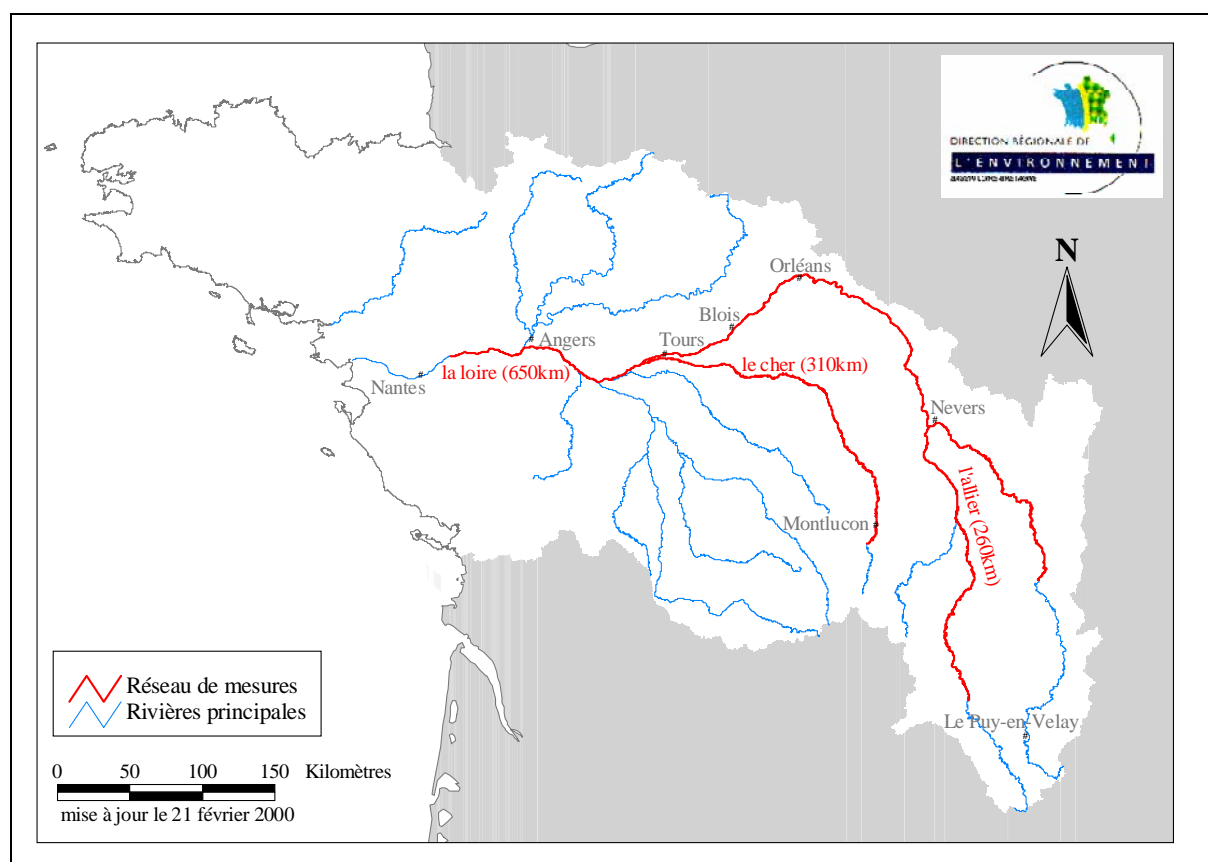 DIRECTION RÉGIONALE DE
L'ENVIRONNEMENT
N
Orléans
Blois
Tours
Angers
le cher (310km)
la loire (650km)
Nantes
Nevers
l'allier (260km)
Montlucon
Le Puy-en-Velay
Réseau de mesures
Rivières principales
0 50 100 150 Kilomètres
mise à jour le 21 février 2000